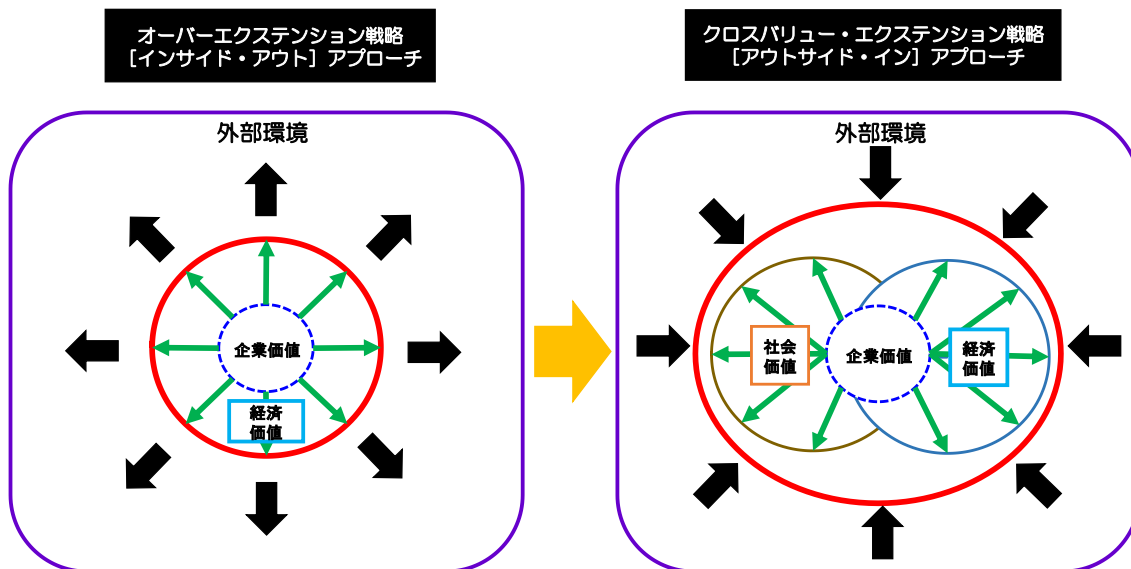 オーバーエクステンション戦略
[インサイド・アウト] アプローチ
クロスバリュー・エクステンション戦略
[アウトサイド・イン] アプローチ
外部環境
企業価値
経済
価値
外部環境
社会
価値
企業価値
経済
価値